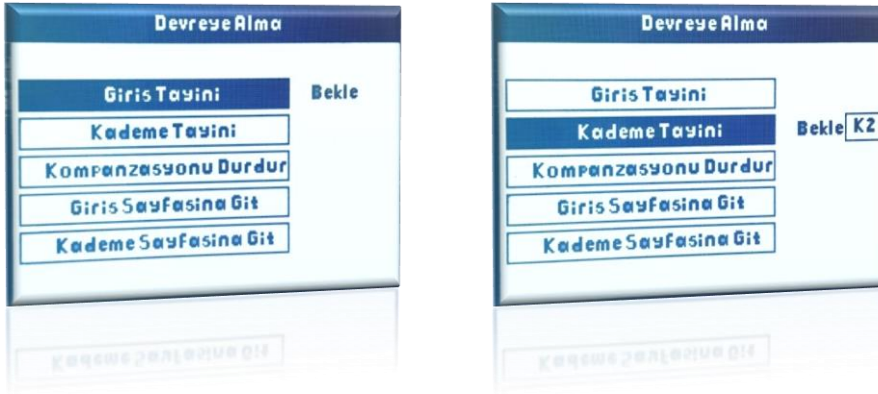 Devreye Alma
Giris Tayini Bekle
Kademe Tayini
Kompanzasyonu Durdur
Giris Sayfasina Git
Kademe Sayfasina Git
Devreye Alma
Giris Tayini
Kademe Tayini Bekle K2
Kompanzasyonu Durdur
Giris Sayfasina Git
Kademe Sayfasina Git